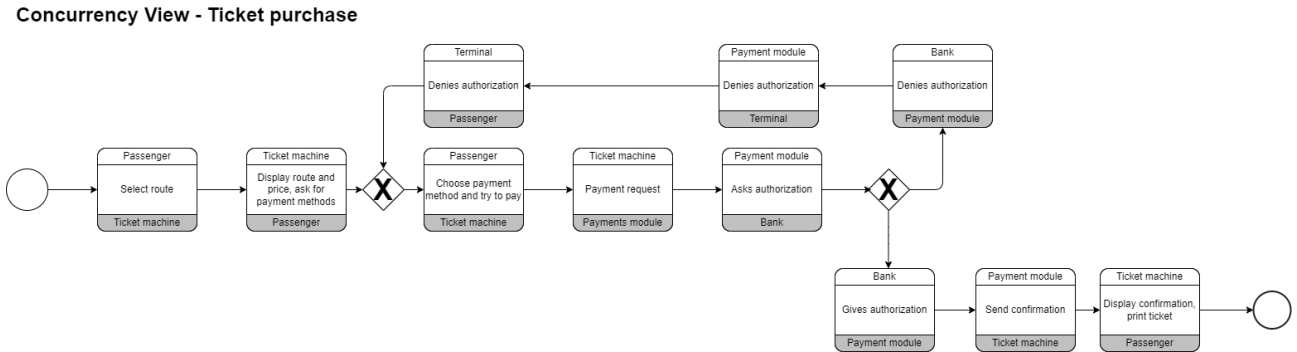 Concurrency View - Ticket purchase
Terminal
Denies authorization
Passenger
Payment module
Denies authorization
Terminal
Bank
Denies authorization
Payment module
Passenger
Select route
Ticket machine
Ticket machine
Display route and
price, ask for
payment methods
Passenger
X
Passenger
Choose payment
method and try to pay
Ticket machine
Ticket machine
Payment request
Payments module
Payment module
Asks authorization
Bank
X
Bank
Gives authorization
Payment module
Payment module
Send confirmation
Ticket machine
Ticket machine
Display confirmation,
print ticket
Passenger